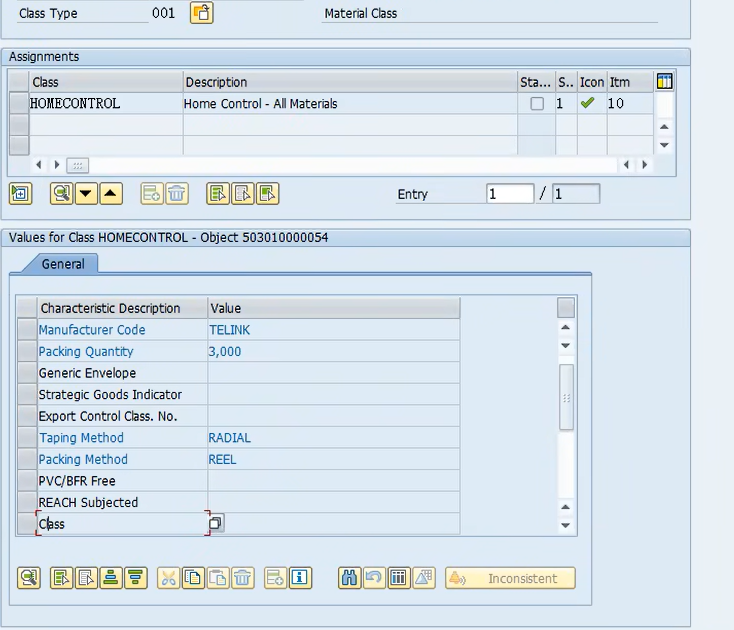 Class Type 001 Material Class
Assignments
Class Description Sta... S.. Icon Itm
HOMECONTROL Home Control - All Materials 1 10
Entry 1 / 1
Values for Class HOMECONTROL - Object 503010000054
General
Characteristic Description Value
Manufacturer Code TELINK
Packing Quantity 3,000
Generic Envelope
Strategic Goods Indicator
Export Control Class. No.
Taping Method RADIAL
Packing Method REEL
PVC/BFR Free
REACH Subjected
Class
Inconsistent